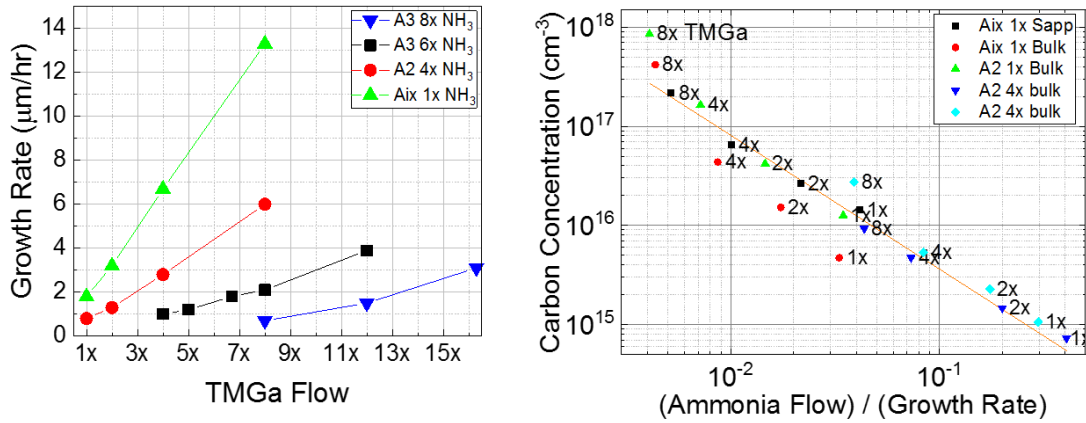 14
12
10
8
6
4
2
0
Growth Rate (µm/hr)
A3 8x NH3
A3 6x NH3
A2 4x NH3
Aix 1x NH3
1x 3x 5x 7x 9x 11x 13x 15x
TMGa Flow
10^18
10^17
10^16
10^15
Carbon Concentration (cm^-3)
Aix 1x Sapp
Aix 1x Bulk
A2 1x Bulk
A2 4x bulk
A2 4x bulk
8x TMGa
8x
8x
4x
4x
4x
2x
2x
2x
8x
1x
1x
8x
1x
4x
4x
2x
2x
1x
1x
10^-2 10^-1
(Ammonia Flow) / (Growth Rate)